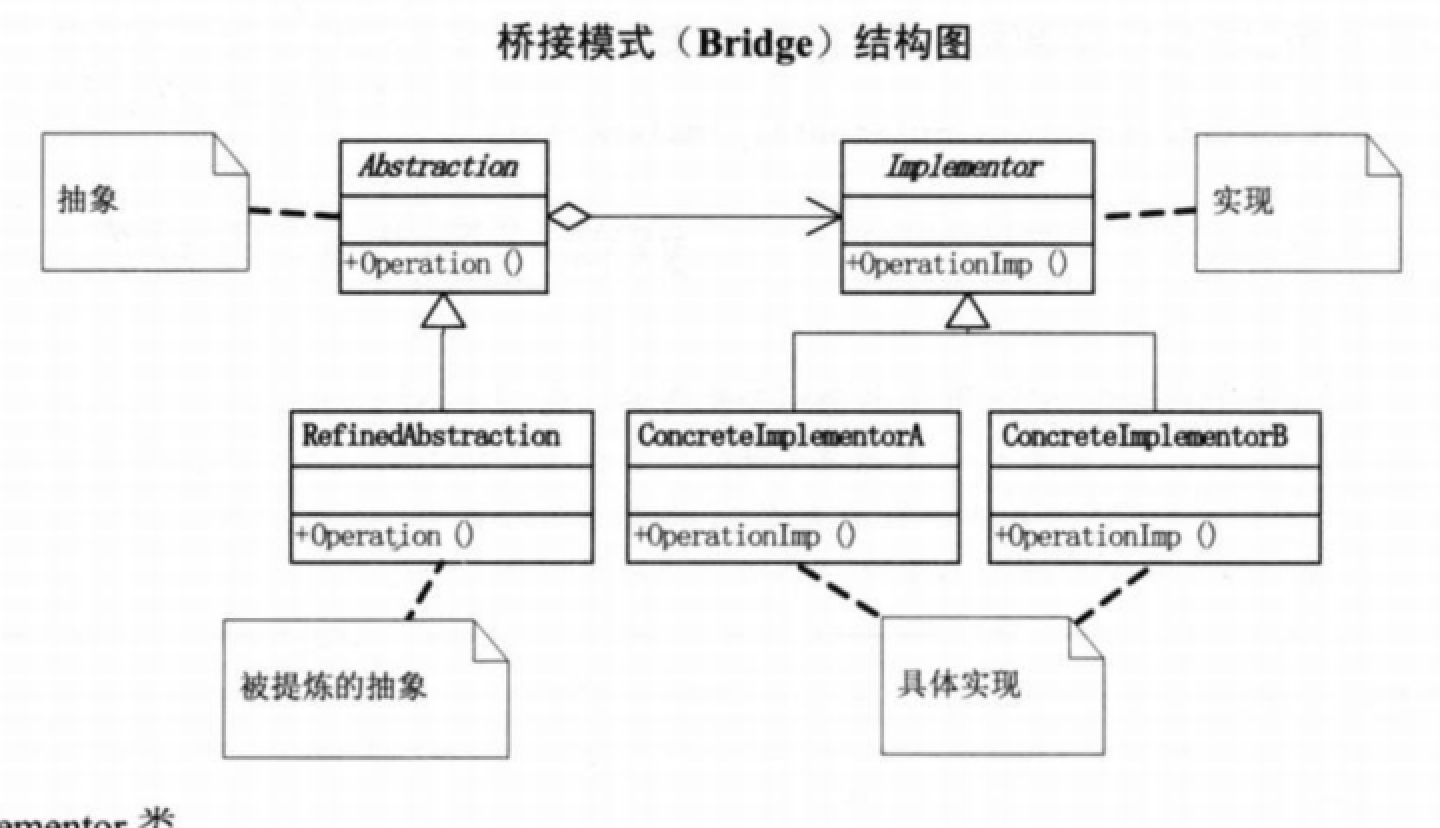 桥接模式（Bridge）结构图
抽象
Abstraction
+Operation ()
Implementor
+OperationImp ()
实现
RefinedAbstraction
+Operation ()
ConcreteImplementorA
+OperationImp ()
ConcreteImplementorB
+OperationImp ()
被提炼的抽象
具体实现
ementor 类